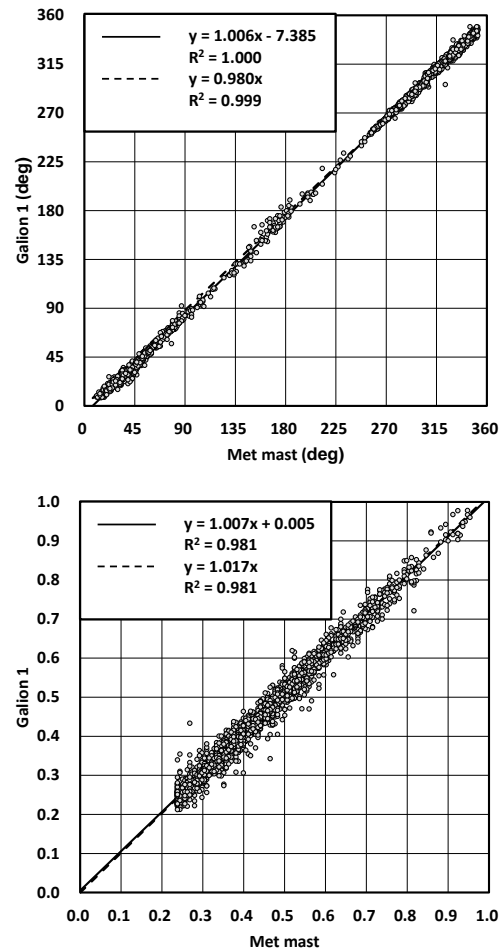 y = 1.006x - 7.385
R² = 1.000
y = 0.980x
R² = 0.999
360
315
270
225
180
135
90
45
0
Galion 1 (deg)
0 45 90 135 180 225 270 315 360
Met mast (deg)
y = 1.007x + 0.005
R² = 0.981
y = 1.017x
R² = 0.981
1.0
0.9
0.8
0.7
0.6
0.5
0.4
0.3
0.2
0.1
0.0
Galion 1
0.0 0.1 0.2 0.3 0.4 0.5 0.6 0.7 0.8 0.9 1.0
Met mast